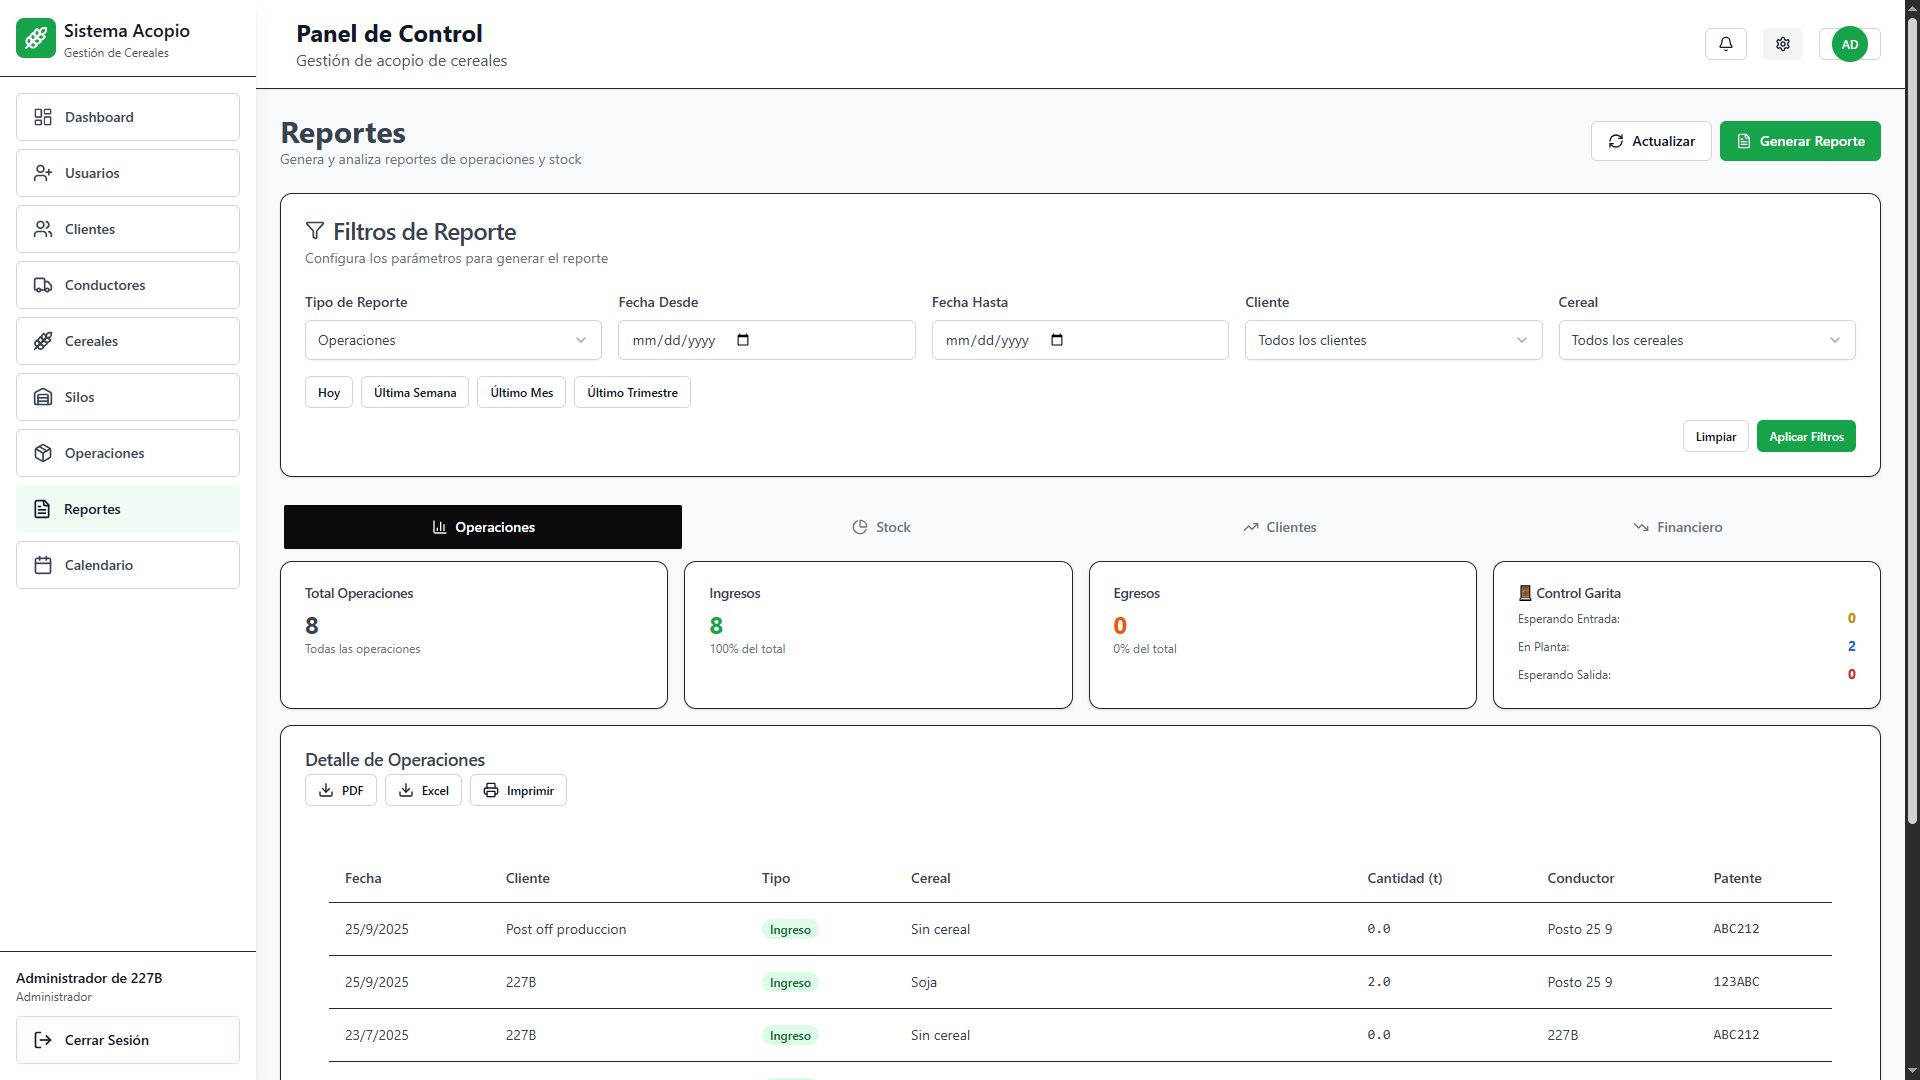 Sistema Acopio
Gestión de Cereales
Dashboard
Usuarios
Clientes
Conductores
Cereales
Silos
Operaciones
Reportes
Calendario
Administrador de 227B
Administrador
Cerrar Sesión
Panel de Control
Gestión de acopio de cereales
AD
Reportes
Genera y analiza reportes de operaciones y stock
Actualizar
Generar Reporte
Filtros de Reporte
Configura los parámetros para generar el reporte
Tipo de Reporte
Operaciones
Fecha Desde
mm/dd/yyyy
Fecha Hasta
mm/dd/yyyy
Cliente
Todos los clientes
Cereal
Todos los cereales
Hoy
Última Semana
Último Mes
Último Trimestre
Limpiar
Aplicar Filtros
Operaciones
Stock
Clientes
Financiero
Total Operaciones
8
Todas las operaciones
Ingresos
8
100% del total
Egresos
0
0% del total
Control Garita
Esperando Entrada: 0
En Planta: 2
Esperando Salida: 0
Detalle de Operaciones
PDF
Excel
Imprimir
Fecha Cliente Tipo Cereal Cantidad (t) Conductor Patente
25/9/2025 Post off produccion Ingreso Sin cereal 0.0 Posto 25 9 ABC212
25/9/2025 227B Ingreso Soja 2.0 Posto 25 9 123ABC
23/7/2025 227B Ingreso Sin cereal 0.0 227B ABC212